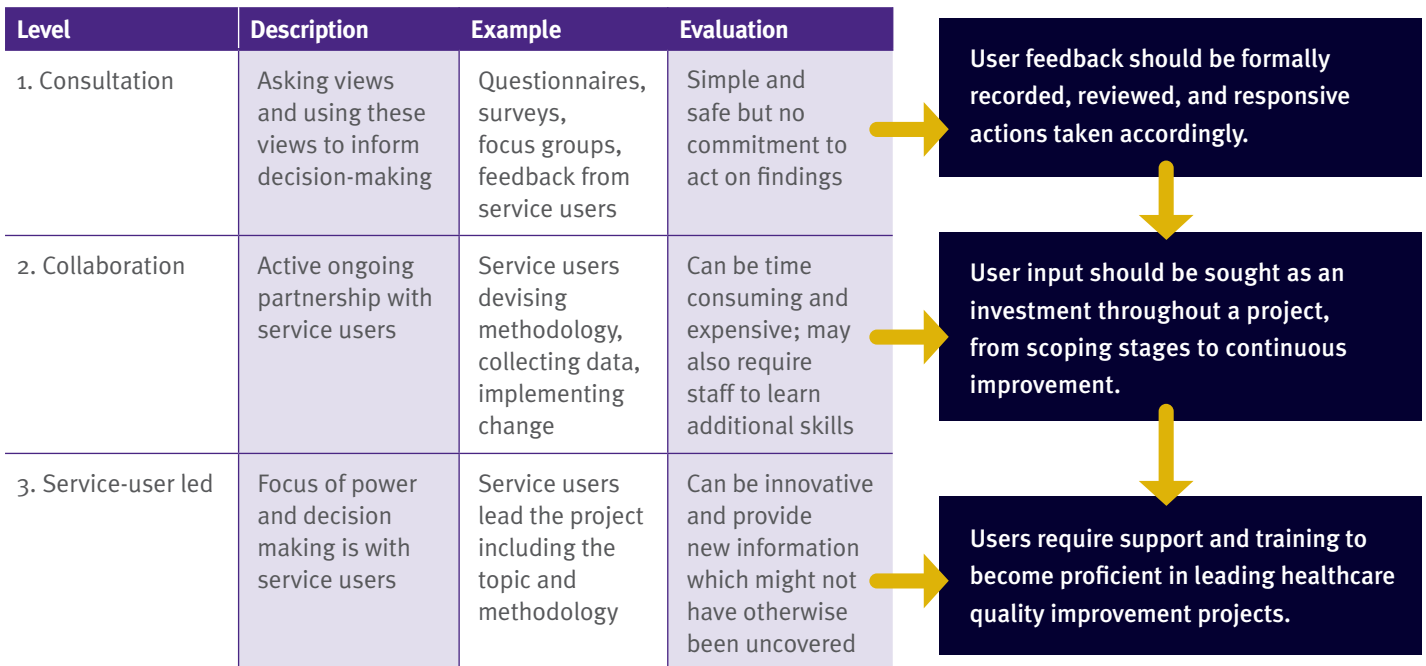 Level
Description
Example
Evaluation
1. Consultation
Asking views
and using these
views to inform
decision-making
Questionnaires,
surveys,
focus groups,
feedback from
service users
Simple and
safe but no
commitment to
act on findings
User feedback should be formally
recorded, reviewed, and responsive
actions taken accordingly.
2. Collaboration
Active ongoing
partnership with
service users
Service users
devising
methodology,
collecting data,
implementing
change
Can be time
consuming and
expensive; may
also require
staff to learn
additional skills
User input should be sought as an
investment throughout a project,
from scoping stages to continuous
improvement.
3. Service-user led
Focus of power
and decision
making is with
service users
Service users
lead the project
including the
topic and
methodology
Can be innovative
and provide
new information
which might not
have otherwise
been uncovered
Users require support and training to
become proficient in leading healthcare
quality improvement projects.